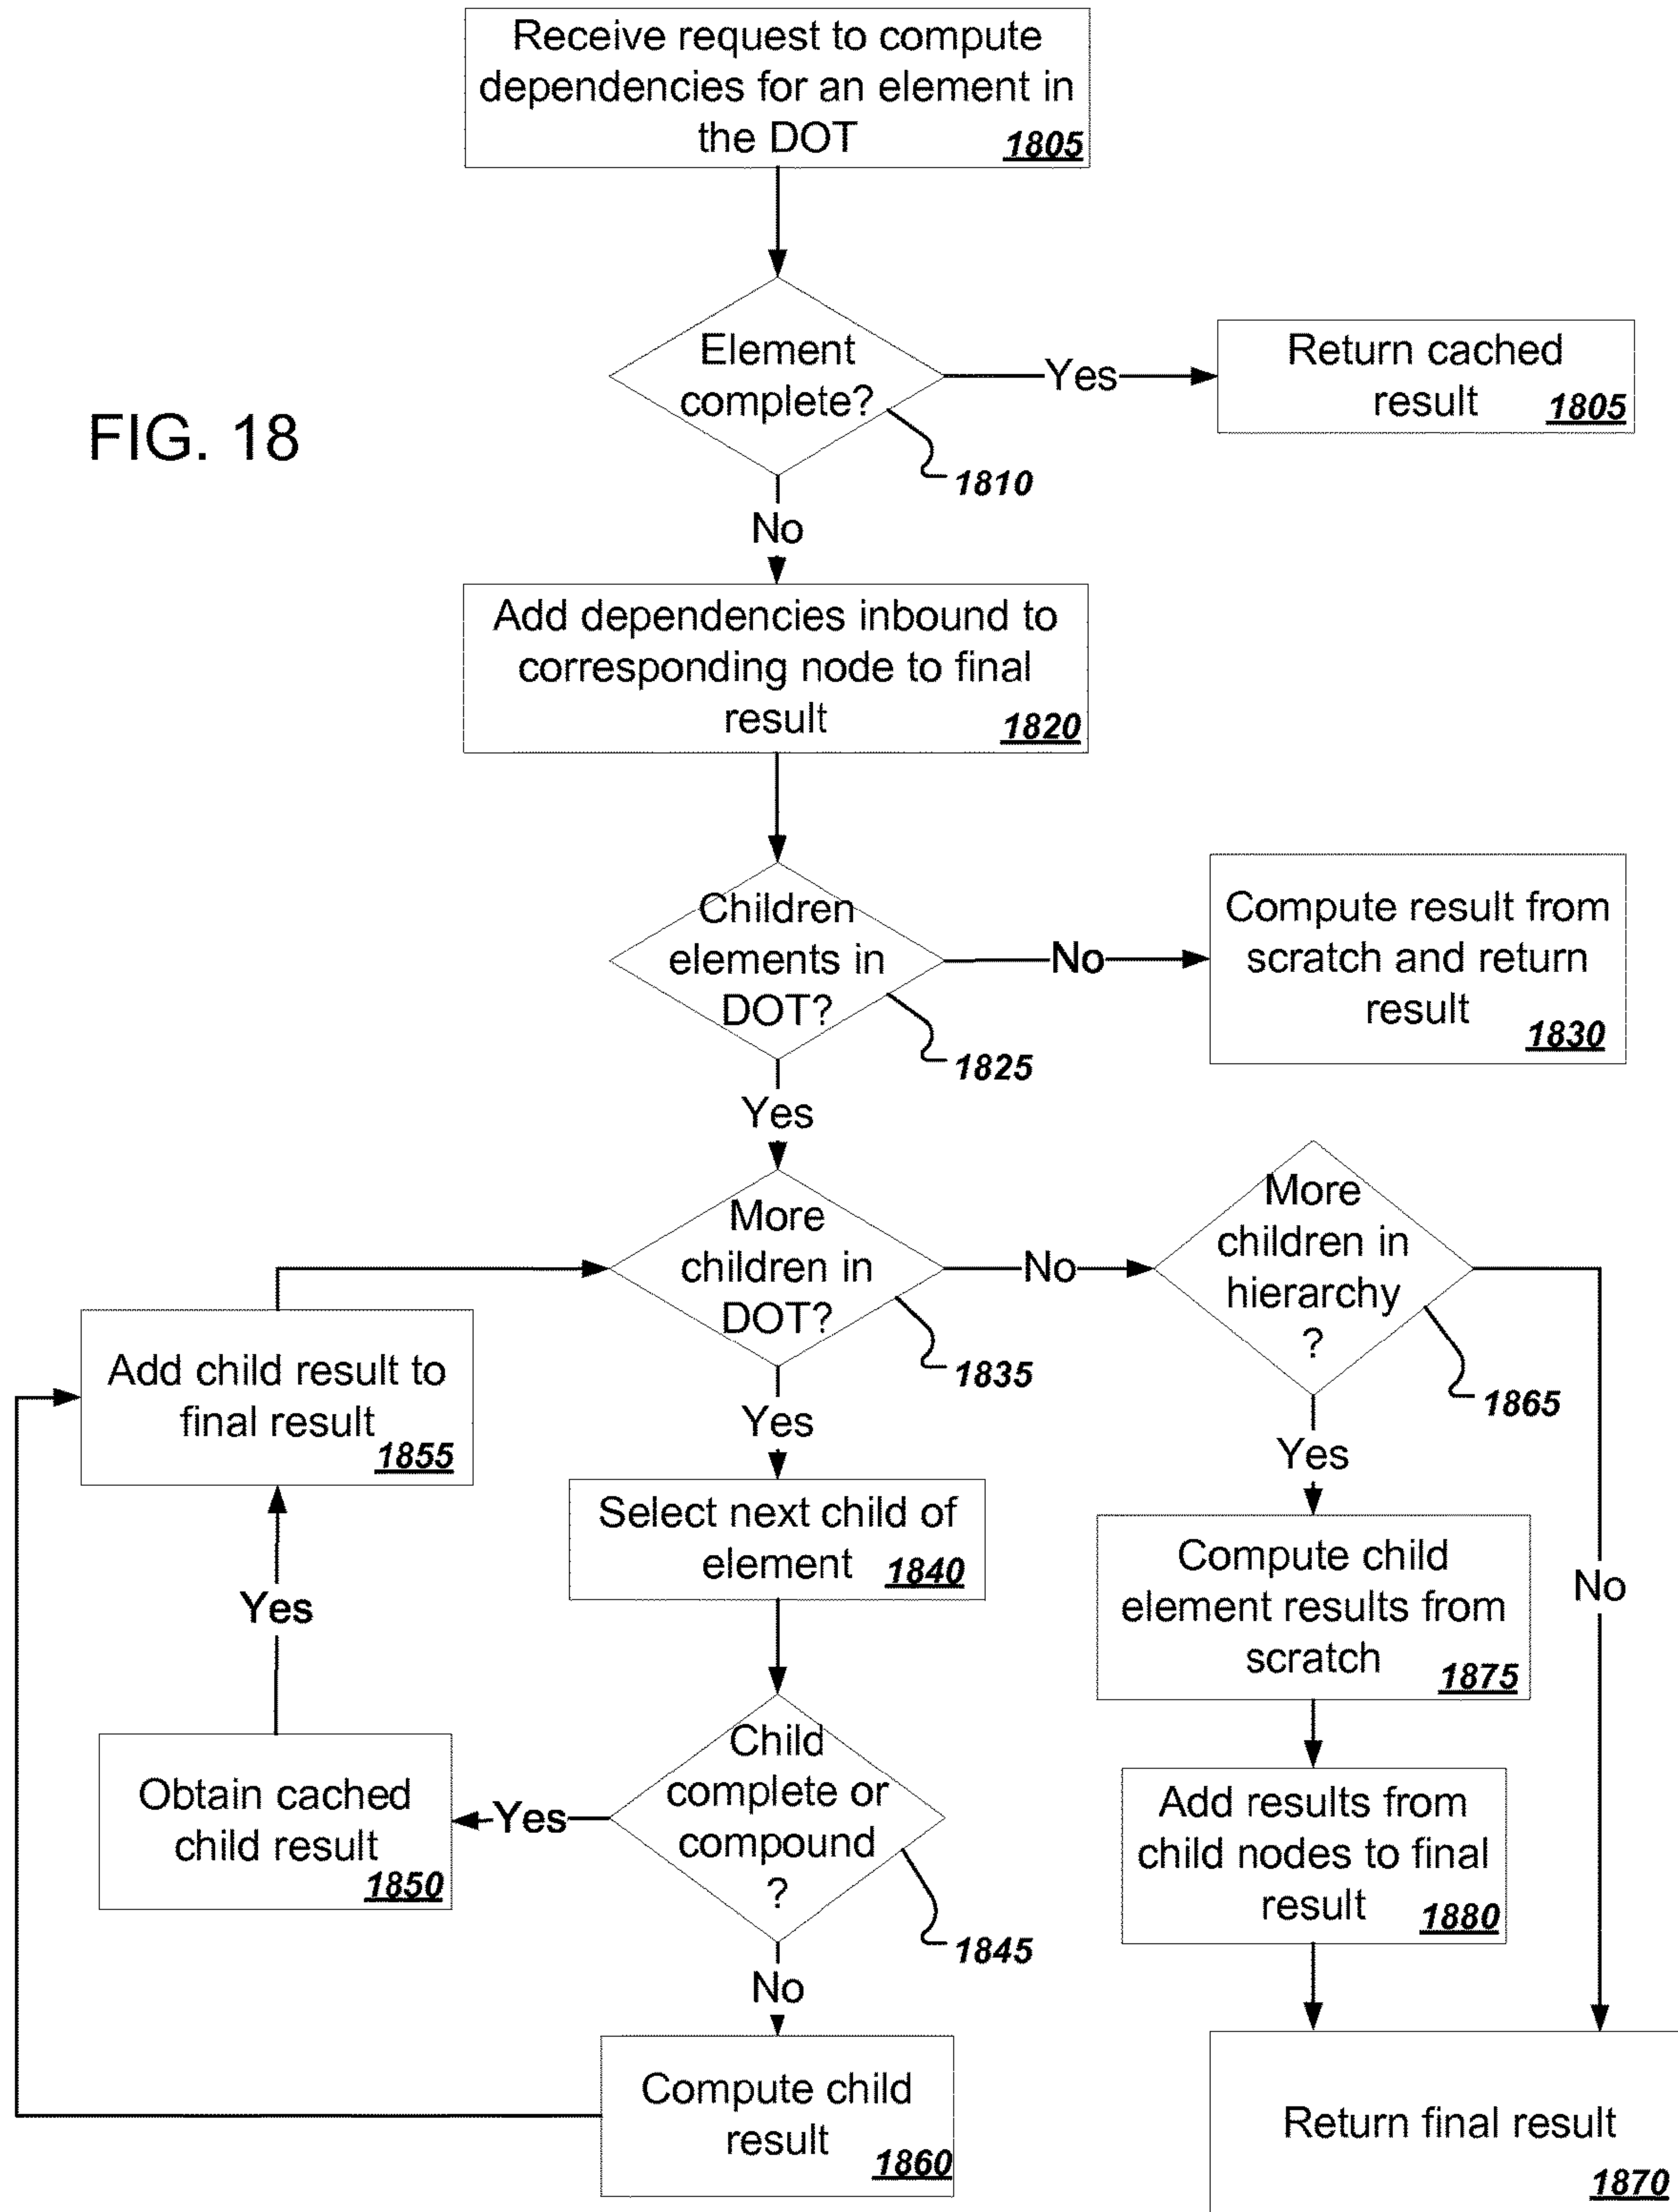 Receive request to compute
dependencies for an element in
the DOT 1805
Element
complete?
Yes
Return cached
result 1805
FIG. 18
1810
No
Add dependencies inbound to
corresponding node to final
result 1820
Children
elements in
DOT?
No
Compute result from
scratch and return
result 1830
1825
Yes
More
children in
DOT?
No
More
children in
hierarchy
?
1835
1865
Add child result to
final result 1855
Yes
Yes
Select next child of
element 1840
Compute child
element results from
scratch 1875
No
Yes
Child
complete or
compound
?
Yes
Obtain cached
child result
1850
1845
Add results from
child nodes to final
result 1880
No
Compute child
result 1860
Return final result
1870